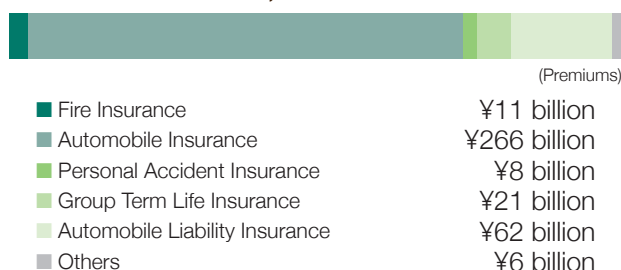 (Premiums)
Fire Insurance ¥11 billion
Automobile Insurance ¥266 billion
Personal Accident Insurance ¥8 billion
Group Term Life Insurance ¥21 billion
Automobile Liability Insurance ¥62 billion
Others ¥6 billion